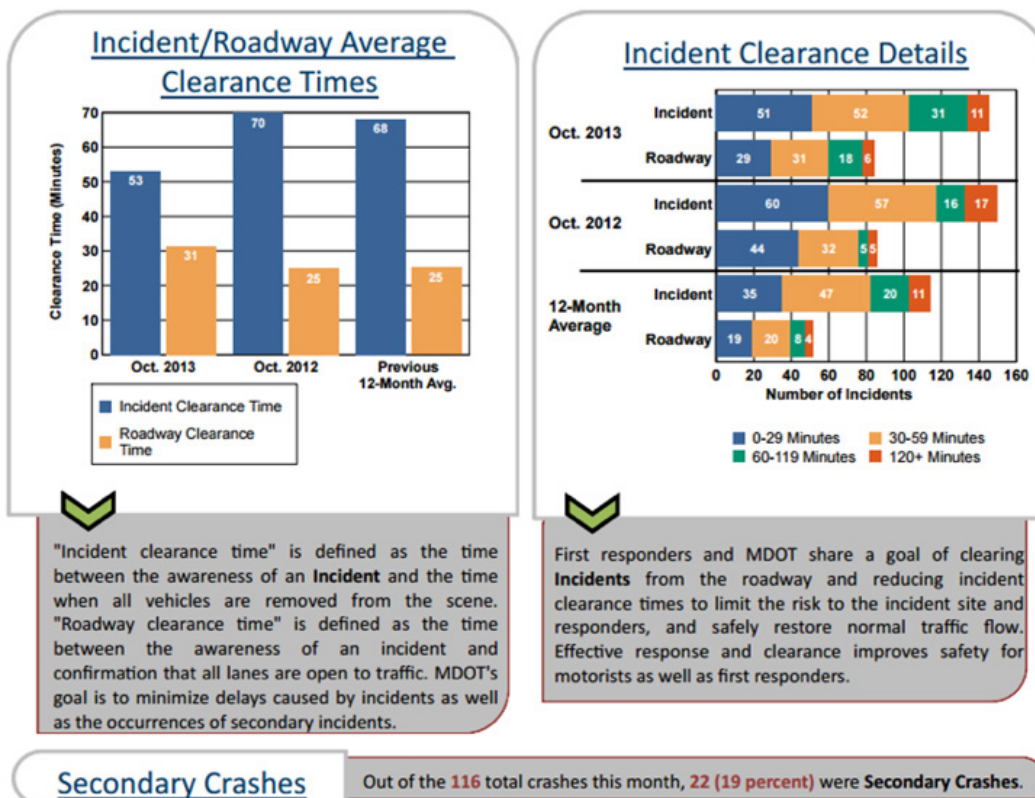 Incident/Roadway Average
Clearance Times
70
60
50
40
30
20
10
0
Clearance Time (Minutes)
53
31
70
25
68
25
Oct. 2013
Oct. 2012
Previous
12-Month Avg.
Incident Clearance Time
Roadway Clearance
Time
"Incident clearance time" is defined as the time
between the awareness of an Incident and the time
when all vehicles are removed from the scene.
"Roadway clearance time" is defined as the time
between the awareness of an incident and
confirmation that all lanes are open to traffic. MDOT's
goal is to minimize delays caused by incidents as well
as the occurrences of secondary incidents.
Incident Clearance Details
Oct. 2013
Incident 51 52 31 11
Roadway 29 31 18 6
Oct. 2012
Incident 60 57 16 17
Roadway 44 32 5 5
12-Month
Average
Incident 35 47 20 11
Roadway 19 20 8 4
0 20 40 60 80 100 120 140 160
Number of Incidents
0-29 Minutes 30-59 Minutes
60-119 Minutes 120+ Minutes
First responders and MDOT share a goal of clearing
Incidents from the roadway and reducing incident
clearance times to limit the risk to the incident site and
responders, and safely restore normal traffic flow.
Effective response and clearance improves safety for
motorists as well as first responders.
Secondary Crashes
Out of the 116 total crashes this month, 22 (19 percent) were Secondary Crashes.